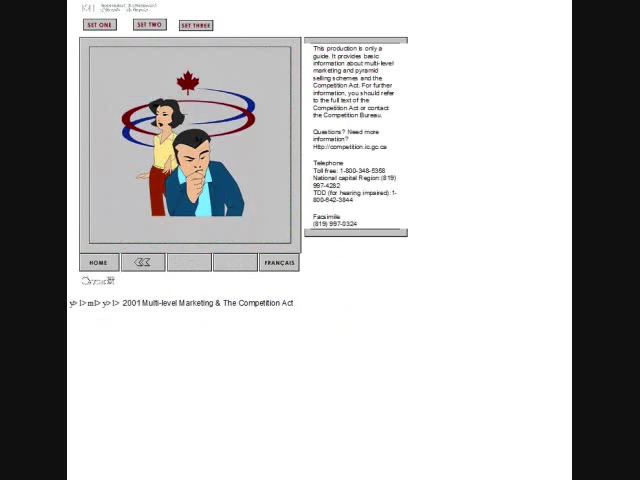 SET ONE
SET TWO
SET THREE
This production is only a
guide. It provides basic
information about multi-level
marketing and pyramid
selling schemes and the
Competition Act. For further
information, you should refer
to the full text of the
Competition Act or contact
the Competition Bureau.
Questions? Need more
information?
Http://competition.ic.gc.ca
Telephone
Toll free: 1-800-348-5358
National capital Region:(819)
997-4282
TDD (for hearing impaired):1-
800-642-3844
Facsimile
(819) 997-0324
HOME
FRANÇAIS
2001 Multi-level Marketing & The Competition Act